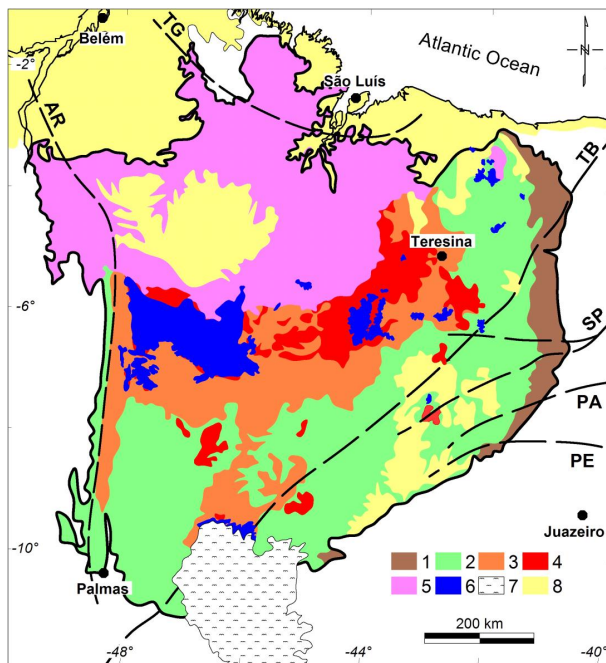 Belém
TG
Atlantic Ocean
N
-2°
São Luís
AR
TB
Teresina
-6°
SP
PA
PE
Juazeiro
-10°
1 2 3 4
5 6 7 8
Palmas
200 km
-48 -44 -40°